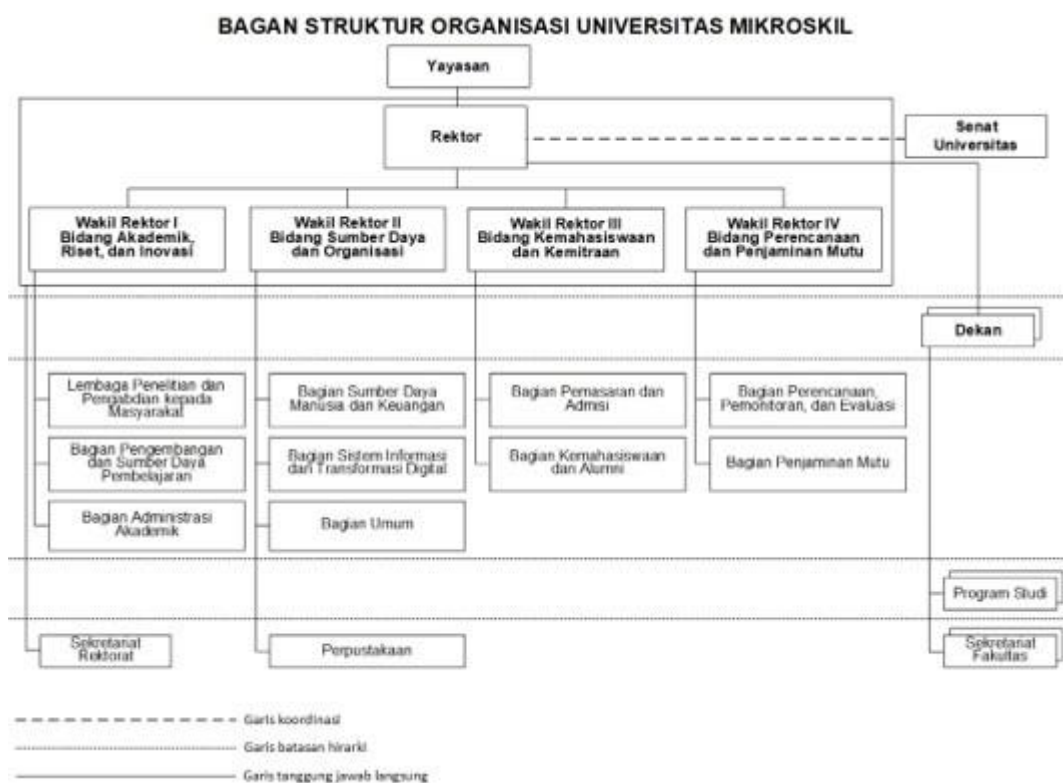 BAGAN STRUKTUR ORGANISASI UNIVERSITAS MIKROSKIL
Yayasan
Rektor
Senat
Universitas
Wakil Rektor I
Bidang Akademik,
Riset, dan Inovasi
Wakil Rektor II
Bidang Sumber Daya
dan Organisasi
Wakil Rektor III
Bidang Kemahasiswaan
dan Kemitraan
Wakil Rektor IV
Bidang Perencanaan
dan Penjaminan Mutu
Dekan
Lembaga Penelitian dan
Pengabdian kepada
Masyarakat
Bagian Sumber Daya
Manusia dan Keuangan
Bagian Pemasaran dan
Admisi
Bagian Perencanaan,
Pemonitoran, dan Evaluasi
Bagian Pengembangan
dan Sumber Daya
Pembelajaran
Bagian Sistem Informasi
dan Transformasi Digital
Bagian Kemahasiswaan
dan Alumni
Bagian Penjaminan Mutu
Bagian Administrasi
Akademik
Bagian Umum
Program Studi
Sekretariat
Rektorat
Perpustakaan
Sekretariat
Fakultas
Garis koordinasi
Garis batasan hirarki
Garis tanggung jawab langsung